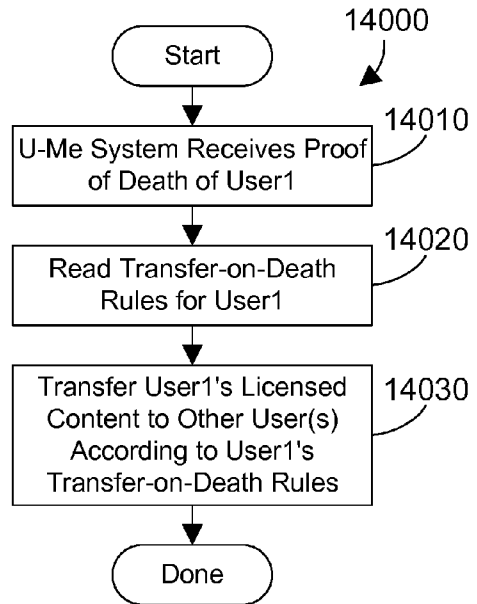 14000
Start
14010
U-Me System Receives Proof
of Death of User1
14020
Read Transfer-on-Death
Rules for User1
14030
Transfer User1's Licensed
Content to Other User(s)
According to User1's
Transfer-on-Death Rules
Done